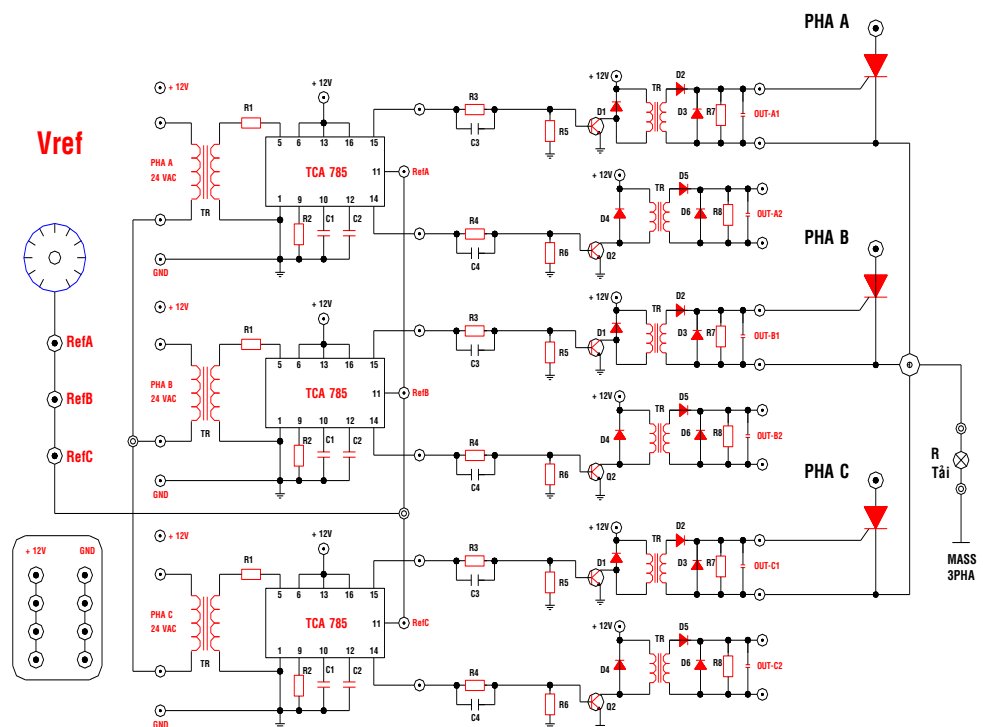 Vref
RefA
RefB
RefC
+ 12V GND
+ 12V
PHA A
24 VAC
TR
GND
R1
+ 12V
5 6 13 16 15
TCA 785
11
RefA
1 9 10 12 14
R2
C1
C2
R3
C3
R5
R4
C4
R6
+ 12V
D1
TR
D2
D3
R7
OUT-A1
+ 12V
D4
Q2
TR
D5
D6
R8
OUT-A2
PHA A
+ 12V
PHA B
24 VAC
TR
GND
R1
+ 12V
5 6 13 16 15
TCA 785
11
RefB
1 9 10 12 14
R2
C1
C2
R3
C3
R5
R4
C4
R6
+ 12V
D1
TR
D2
D3
R7
OUT-B1
+ 12V
D4
Q2
TR
D5
D6
R8
OUT-B2
PHA B
+ 12V
PHA C
24 VAC
TR
GND
R1
+ 12V
5 6 13 16 15
TCA 785
11
RefC
1 9 10 12 14
R2
C1
C2
R3
C3
R5
R4
C4
R6
+ 12V
D1
TR
D2
D3
R7
OUT-C1
+ 12V
D4
Q2
TR
D5
D6
R8
OUT-C2
PHA C
R
Tải
MASS
3PHA